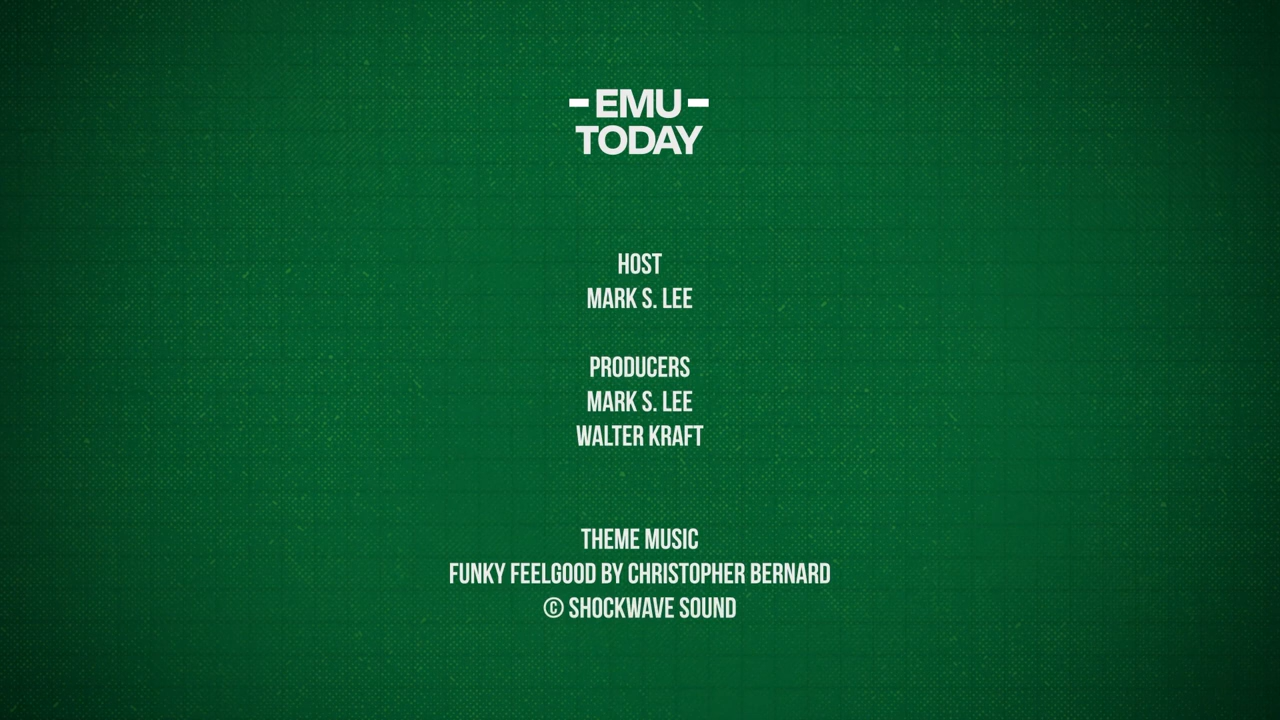 -EMU-
TODAY
HOST
MARK S. LEE
PRODUCERS
MARK S. LEE
WALTER KRAFT
THEME MUSIC
FUNKY FEELGOOD BY CHRISTOPHER BERNARD
© SHOCKWAVE SOUND